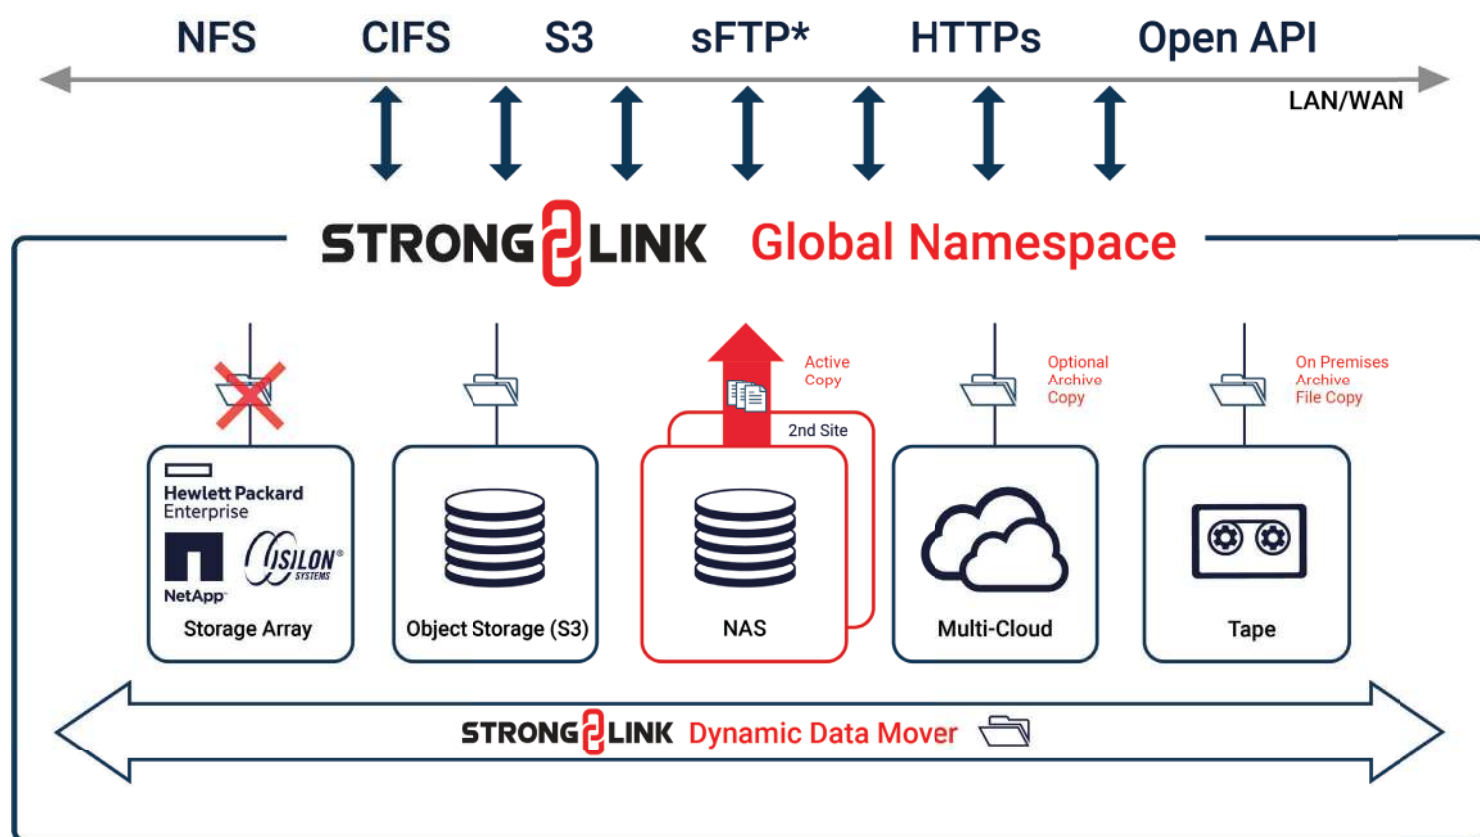 NFS CIFS S3 sFTP* HTTPs Open API
LAN/WAN
STRONG LINK Global Namespace
Active
Copy
Optional
Archive
Copy
On Premises
Archive
File Copy
2nd Site
Hewlett Packard
Enterprise
NetApp™
ISILON®
SYSTEMS
Storage Array
Object Storage (S3)
NAS
Multi-Cloud
Tape
STRONG LINK Dynamic Data Mover